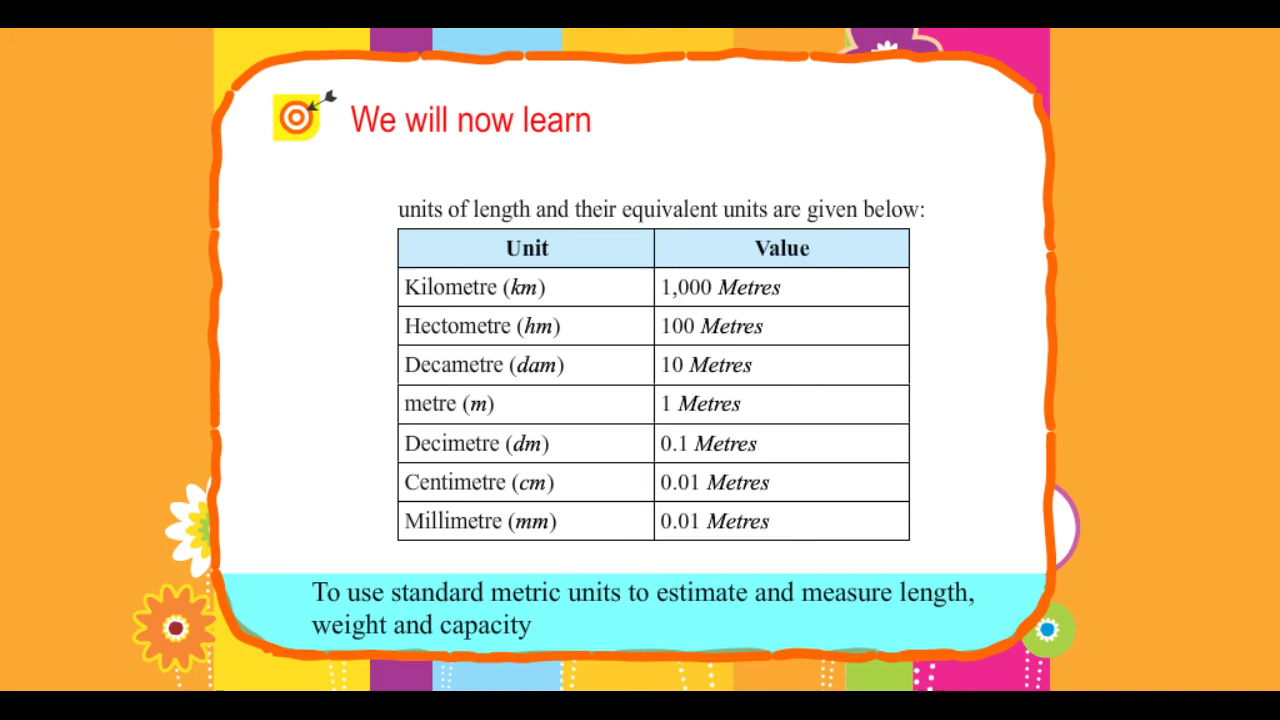 We will now learn
units of length and their equivalent units are given below:
Unit Value
Kilometre (km) 1,000 Metres
Hectometre (hm) 100 Metres
Decametre (dam) 10 Metres
metre (m) 1 Metres
Decimetre (dm) 0.1 Metres
Centimetre (cm) 0.01 Metres
Millimetre (mm) 0.01 Metres
To use standard metric units to estimate and measure length,
weight and capacity